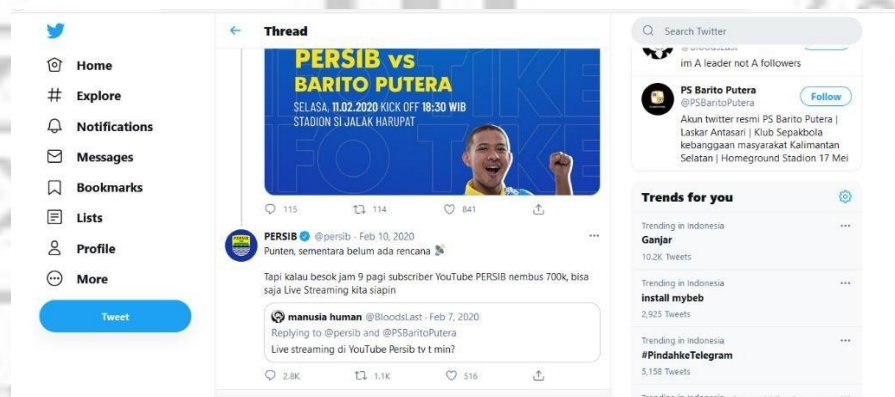 Home
Explore
Notifications
Messages
Bookmarks
Lists
Profile
More
Tweet
Thread
PERSIB vs
BARITO PUTERA
SELASA, 11.02.2020 KICK OFF 18:30 WIB
STADION SI JALAK HARUPAT
115
114
841
PERSIB @persib · Feb 10, 2020
Punten, sementara belum ada rencana
Tapi kalau besok jam 9 pagi subscriber YouTube PERSIB nembus 700k, bisa
saja Live Streaming kita siapin
manusia human @BloodsLast · Feb 7, 2020
Replying to @persib and @PSBaritoPutera
Live streaming di YouTube Persib tv t min?
2.8K
1.1K
516
Search Twitter
im A leader not A followers
PS Barito Putera
@PSBaritoPutera
Follow
Akun twitter resmi PS Barito Putera |
Laskar Antasari | Klub Sepakbola
kebanggaan masyarakat Kalimantan
Selatan | Homeground Stadion 17 Mei
Trends for you
Trending in Indonesia
Ganjar
10.2K Tweets
Trending in Indonesia
install mybeb
2,925 Tweets
Trending in Indonesia
#PindahkeTelegram
5,158 Tweets